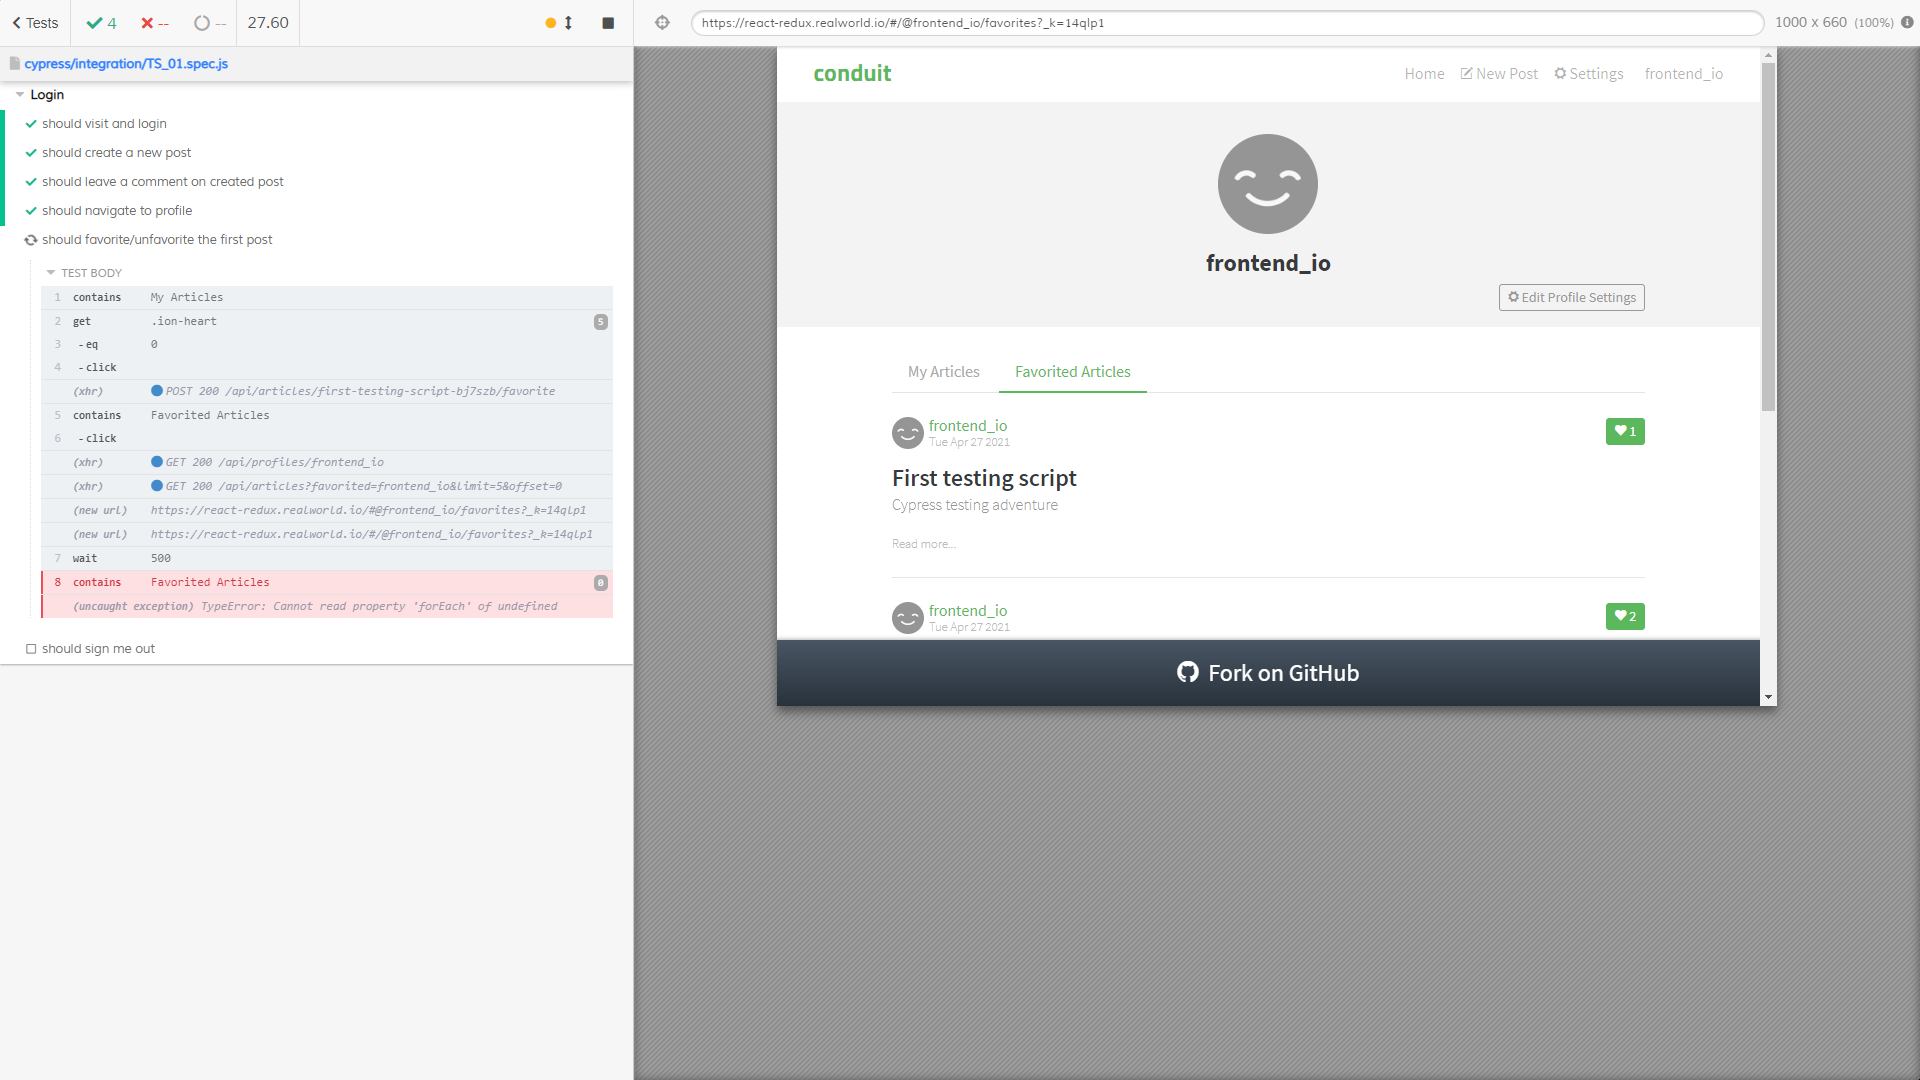 Tests
4
--
--
27.60
https://react-redux.realworld.io/#/@frontend_io/favorites?_k=14qlp1
1000 x 660 (100%)
cypress/integration/TS_01.spec.js
Login
should visit and login
should create a new post
should leave a comment on created post
should navigate to profile
should favorite/unfavorite the first post
TEST BODY
1 contains My Articles
2 get .ion-heart 5
3 -eq 0
4 -click
(xhr) POST 200 /api/articles/first-testing-script-bj7szb/favorite
5 contains Favorited Articles
6 -click
(xhr) GET 200 /api/profiles/frontend_io
(xhr) GET 200 /api/articles?favorited=frontend_io&limit=5&offset=0
(new url) https://react-redux.realworld.io/#@frontend_io/favorites?_k=14qlp1
(new url) https://react-redux.realworld.io/#/@frontend_io/favorites?_k=14qlp1
7 wait 500
8 contains Favorited Articles 0
(uncaught exception) TypeError: Cannot read property 'forEach' of undefined
should sign me out
conduit
Home New Post Settings frontend_io
frontend_io
Edit Profile Settings
My Articles Favorited Articles
frontend_io
Tue Apr 27 2021
1
First testing script
Cypress testing adventure
Read more...
frontend_io
Tue Apr 27 2021
2
Fork on GitHub